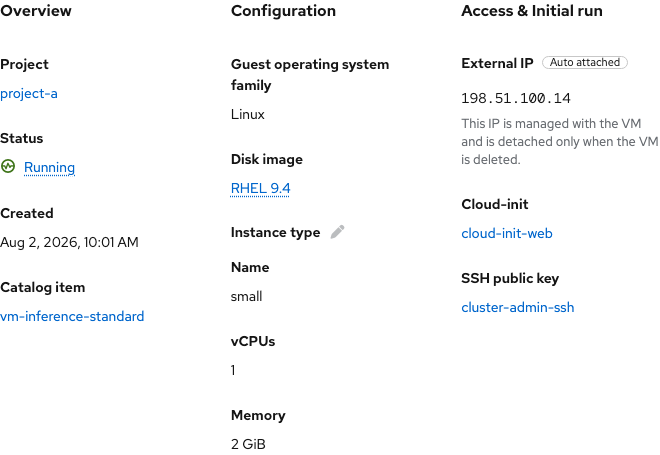 Overview
Project
project-a
Status
Running
Created
Aug 2, 2026, 10:01 AM
Catalog item
vm-inference-standard
Configuration
Guest operating system
family
Linux
Disk image
RHEL 9.4
Instance type
Name
small
vCPUs
1
Memory
2 GiB
Access & Initial run
External IP Auto attached
198.51.100.14
This IP is managed with the VM
and is detached only when the VM
is deleted.
Cloud-init
cloud-init-web
SSH public key
cluster-admin-ssh